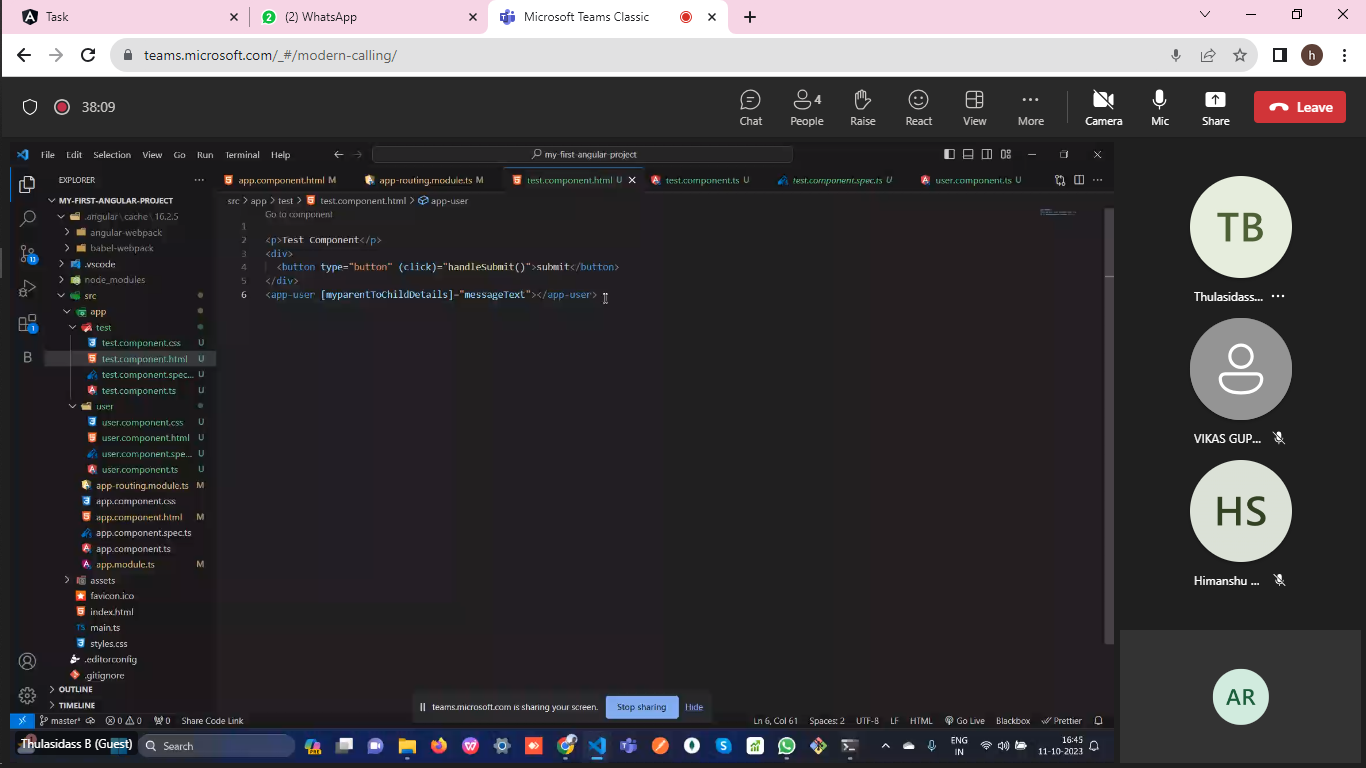 Task
(2) WhatsApp
Microsoft Teams Classic
teams.microsoft.com/_#/modern-calling/
h
38:09
Chat
4
People
Raise
React
View
More
Camera
Mic
Share
Leave
File Edit Selection View Go Run Terminal Help
my-first-angular-project
EXPLORER
app.component.html M
app-routing.module.ts M
test.component.html U
test.component.ts U
test.component.spec.ts U
user.component.ts U
src > app > test > test.component.html > app-user
Go to component
1
2 <p>Test Component</p>
3 <div>
4 <button type="button" (click)="handleSubmit()">submit</button>
5 </div>
6 <app-user [myparentToChildDetails]="messageText"></app-user>
MY-FIRST-ANGULAR-PROJECT
.angular\cache\16.2.5
angular-webpack
babel-webpack
.vscode
node_modules
src
app
test
test.component.css U
test.component.html U
test.component.spec... U
test.component.ts U
user
user.component.css U
user.component.html U
user.component.spe... U
user.component.ts U
app-routing.module.ts M
app.component.css
app.component.html M
app.component.spec.ts
app.component.ts
app.module.ts M
assets
favicon.ico
index.html
main.ts
styles.css
.editorconfig
.gitignore
OUTLINE
TIMELINE
12
1
B
teams.microsoft.com is sharing your screen.
Stop sharing
Hide
master*
0 0
0
Share Code Link
Ln 6, Col 61
Spaces: 2
UTF-8
LF
HTML
Go Live
Blackbox
Prettier
Thulasidass B (Guest)
Search
ENG
IN
16:45
11-10-2023
TB
Thulasidass... ···
VIKAS GUP...
HS
Himanshu ...
AR